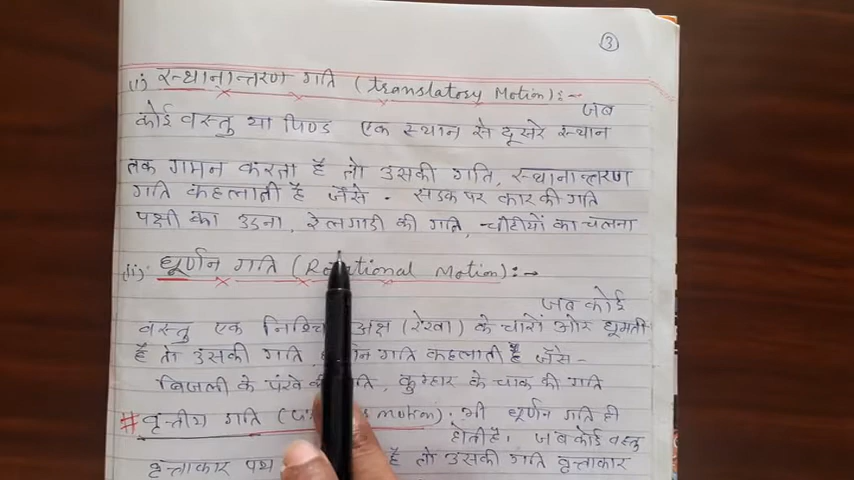 3
(i) स्थानान्तरण गति (Translatory Motion):-
जब
कोई वस्तु या पिण्ड एक स्थान से दूसरे स्थान
तक गमन करता है तो उसकी गति, स्थानान्तरण
गति कहलाती है जैसे - सडक पर कार की गति
पक्षी का उडना, रेलगाडी की गति, चीटीयों का चलना
(ii) घूर्णन गति (Rotational Motion):-
जब कोई
वस्तु एक अक्ष (रेखा) के चारों ओर घूमती
है तो उसकी गति गति कहलाती है जैसे-
बिजली के पंखे की गति, कुम्हार के चाक की गति
# वृत्तीय गति ( motion). भी घूर्णन गति ही
होती है। जब कोई वस्तु
वृत्ताकार पथ है तो उसकी गति वृत्ताकार